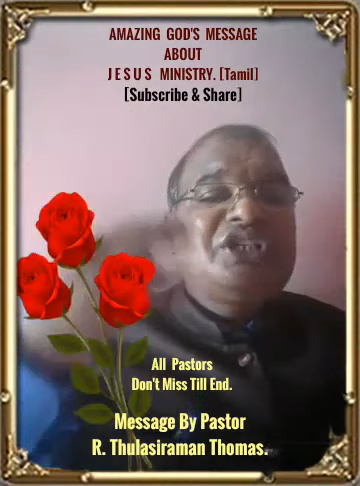 AMAZING GOD'S MESSAGE
ABOUT
J E S U S MINISTRY. [Tamil]
[Subscribe & Share]
All Pastors
Don't Miss Till End.
Message By Pastor
R. Thulasiraman Thomas.